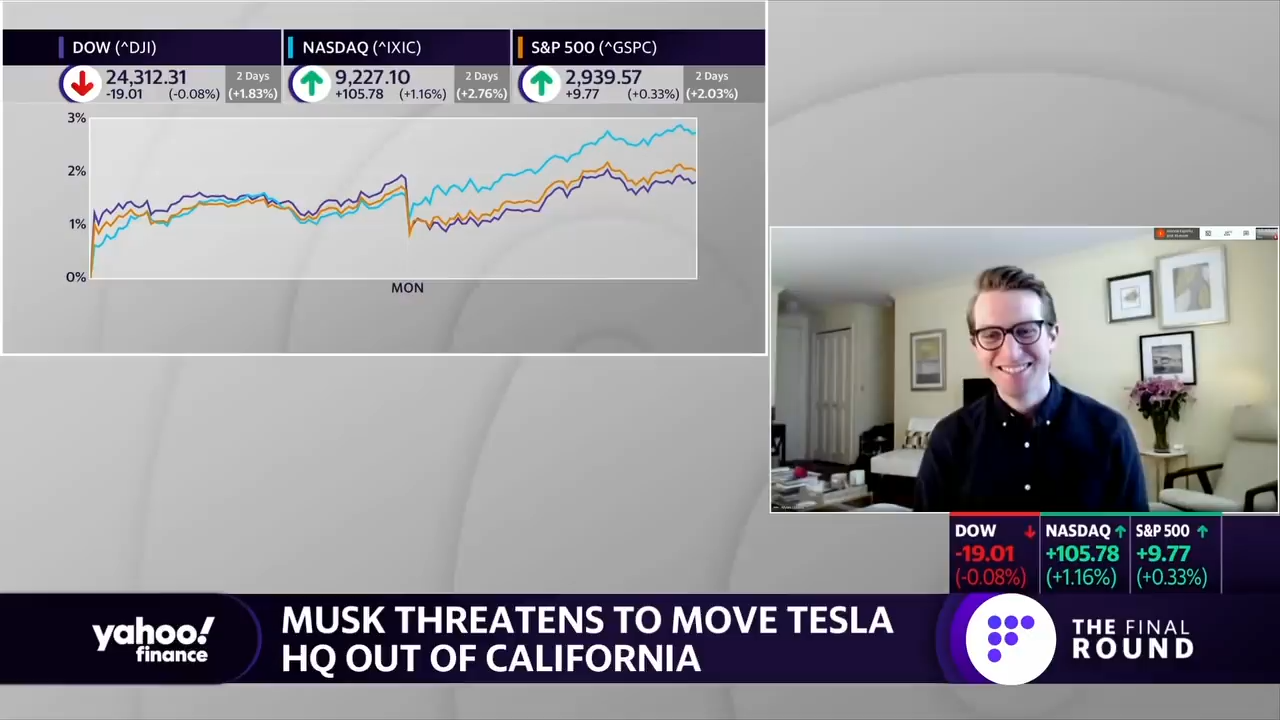 DOW (^DJI)
NASDAQ (^IXIC)
S&P 500 (^GSPC)
24,312.31
-19.01 (-0.08%)
2 Days
(+1.83%)
9,227.10
+105.78 (+1.16%)
2 Days
(+2.76%)
2,939.57
+9.77 (+0.33%)
2 Days
(+2.03%)
3%
2%
1%
0%
MON
DOW
-19.01
(-0.08%)
NASDAQ
+105.78
(+1.16%)
S&P 500
+9.77
(+0.33%)
yahoo!
finance
MUSK THREATENS TO MOVE TESLA
HQ OUT OF CALIFORNIA
THE FINAL
ROUND